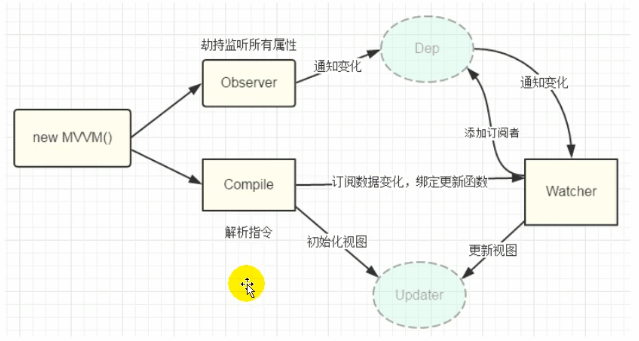 劫持监听所有属性
Observer
通知变化
Dep
通知变化
new MVVM()
添加订阅者
Compile
订阅数据变化，绑定更新函数
Watcher
解析指令
初始化视图
更新视图
Updater